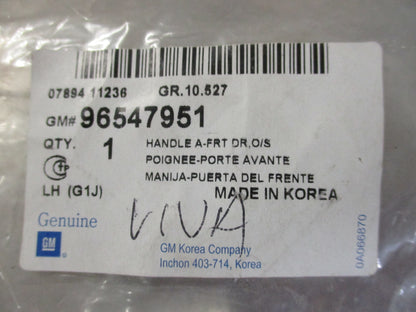 07894 11236 GR.10.527
GM# 96547951
QTY. 1 HANDLE A-FRT DR,O/S
POIGNEE-PORTE AVANTE
MANIJA-PUERTA DEL FRENTE
LH (G1J) MADE IN KOREA
VIVA
Genuine
GM
GM Korea Company
Inchon 403-714, Korea
0A066870